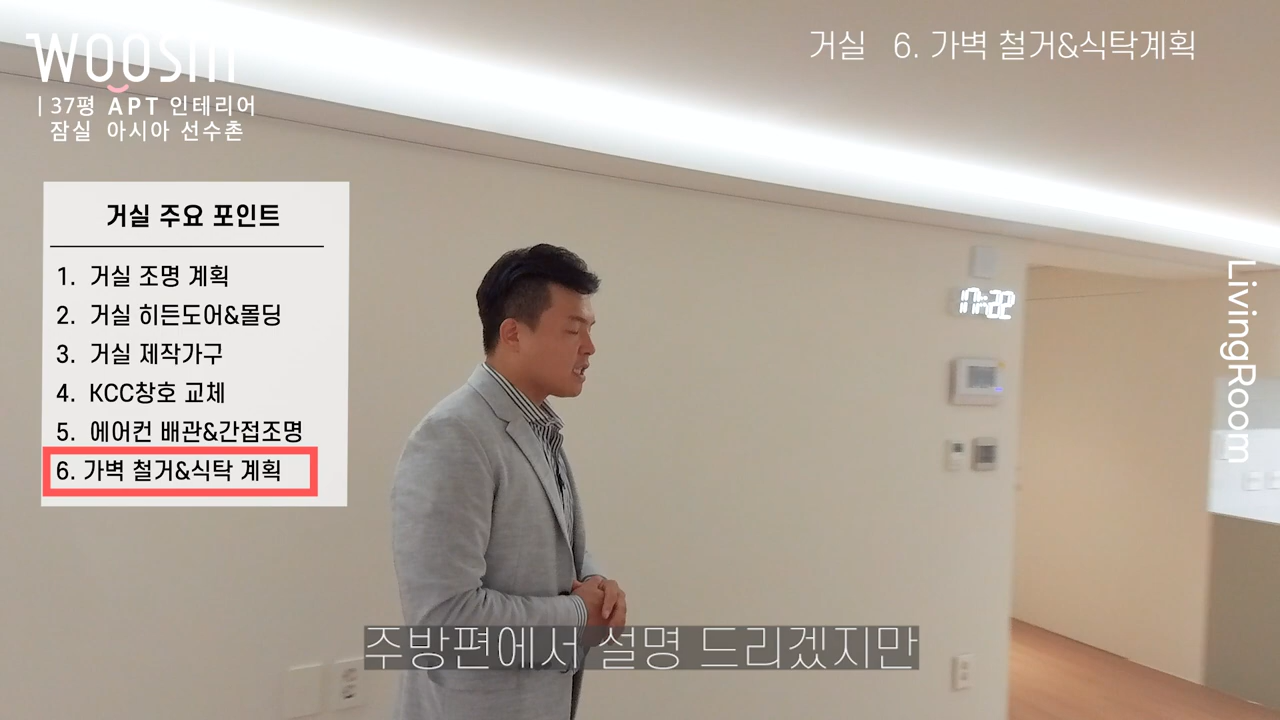 WOOSIN
| 37평 APT 인테리어
잠실 아시아 선수촌
거실 6. 가벽 철거&식탁계획
거실 주요 포인트
1. 거실 조명 계획
2. 거실 히든도어&몰딩
3. 거실 제작가구
4. KCC창호 교체
5. 에어컨 배관&간접조명
6. 가벽 철거&식탁 계획
17:22
LivingRoom
주방편에서 설명 드리겠지만